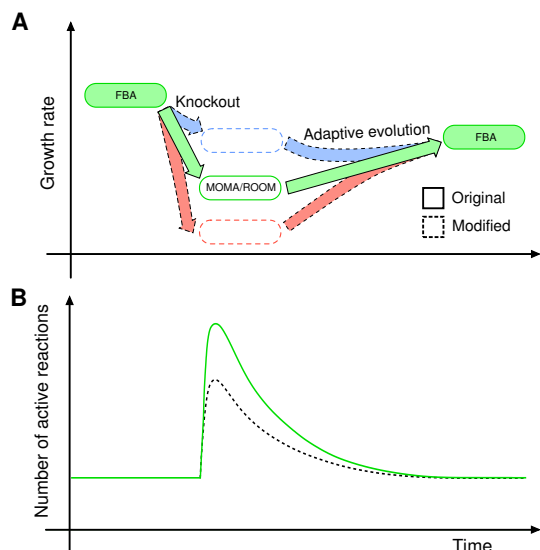 A
Growth rate
FBA
Knockout
Adaptive evolution
FBA
MOMA/ROOM
Original
Modified
B
Number of active reactions
Time